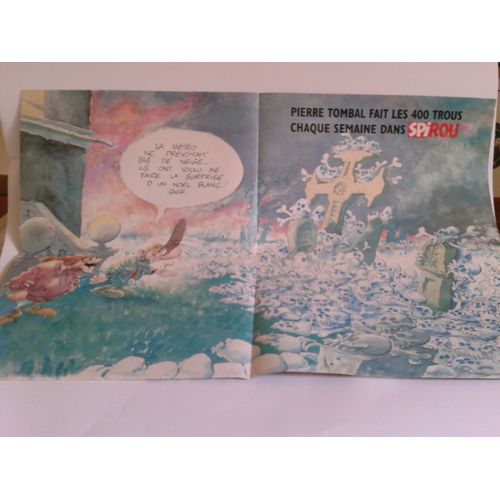 PIERRE TOMBAL FAIT LES 400 TROUS
CHAQUE SEMAINE DANS SPiROU
LA MÉTÉO
NE PRÉVOYAIT
PAS DE NEIGE...
ILS ONT VOULU ME
FAIRE LA SURPRISE
D'UN NOEL BLANC!
SNIF.